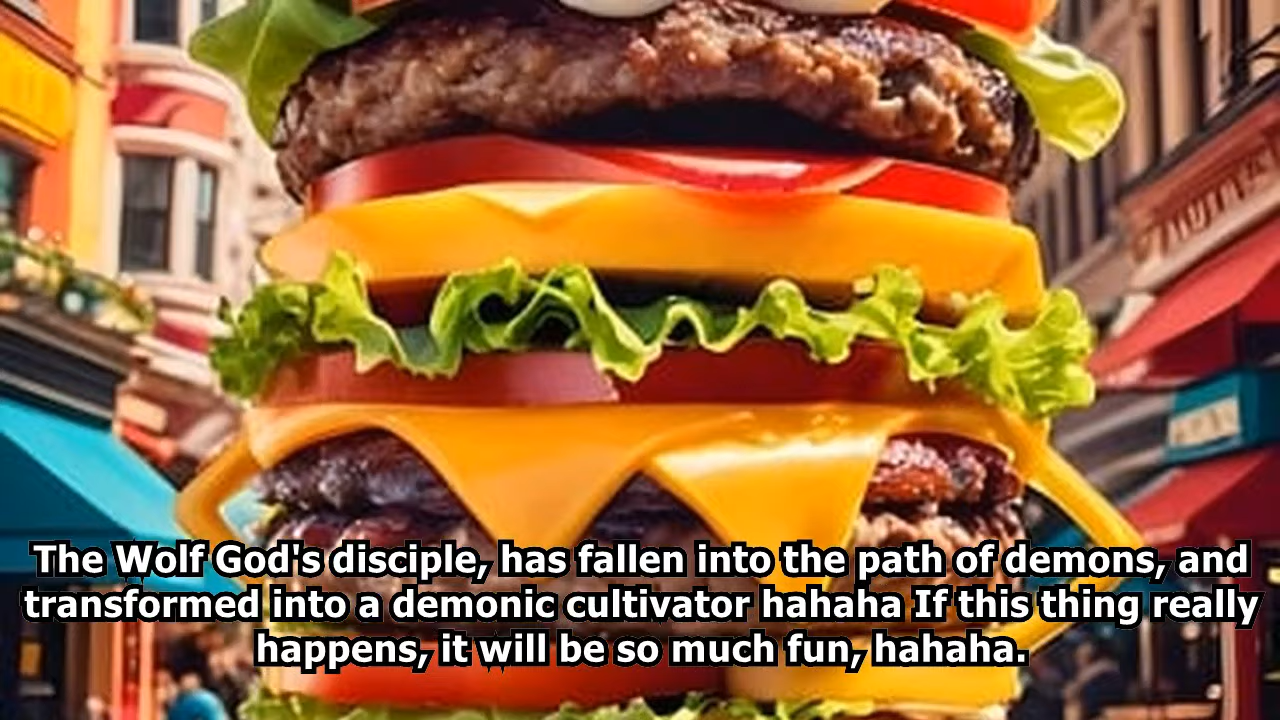 The Wolf God's disciple, has fallen into the path of demons, and
transformed into a demonic cultivator hahaha If this thing really
happens, it will be so much fun, hahaha.